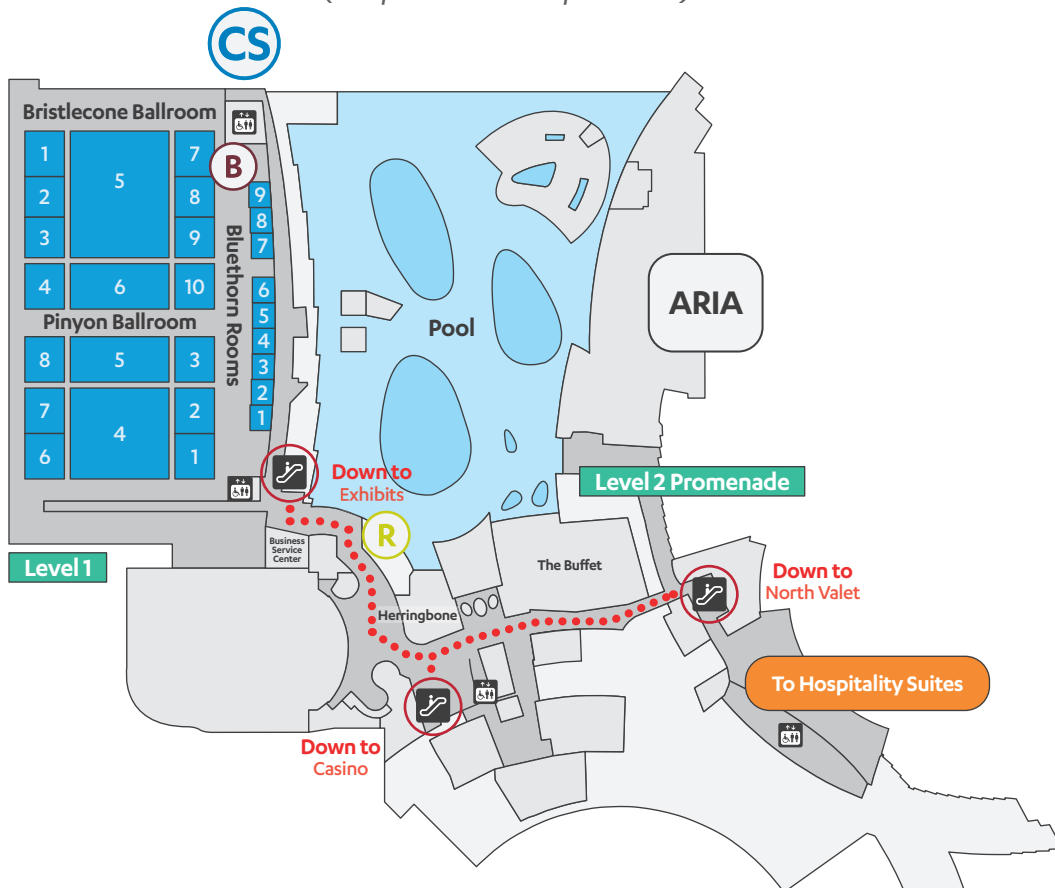 CS
Bristlecone Ballroom
B
1
5
7
2
8
3
9
4
6
10
Pinyon Ballroom
8
5
3
7
4
2
6
1
Bluethorn Rooms
9
8
7
6
5
4
3
2
1
Pool
ARIA
Down to
Exhibits
Level 2 Promenade
R
Business
Service
Center
Level 1
The Buffet
Herringbone
Down to
North Valet
To Hospitality Suites
Down to
Casino